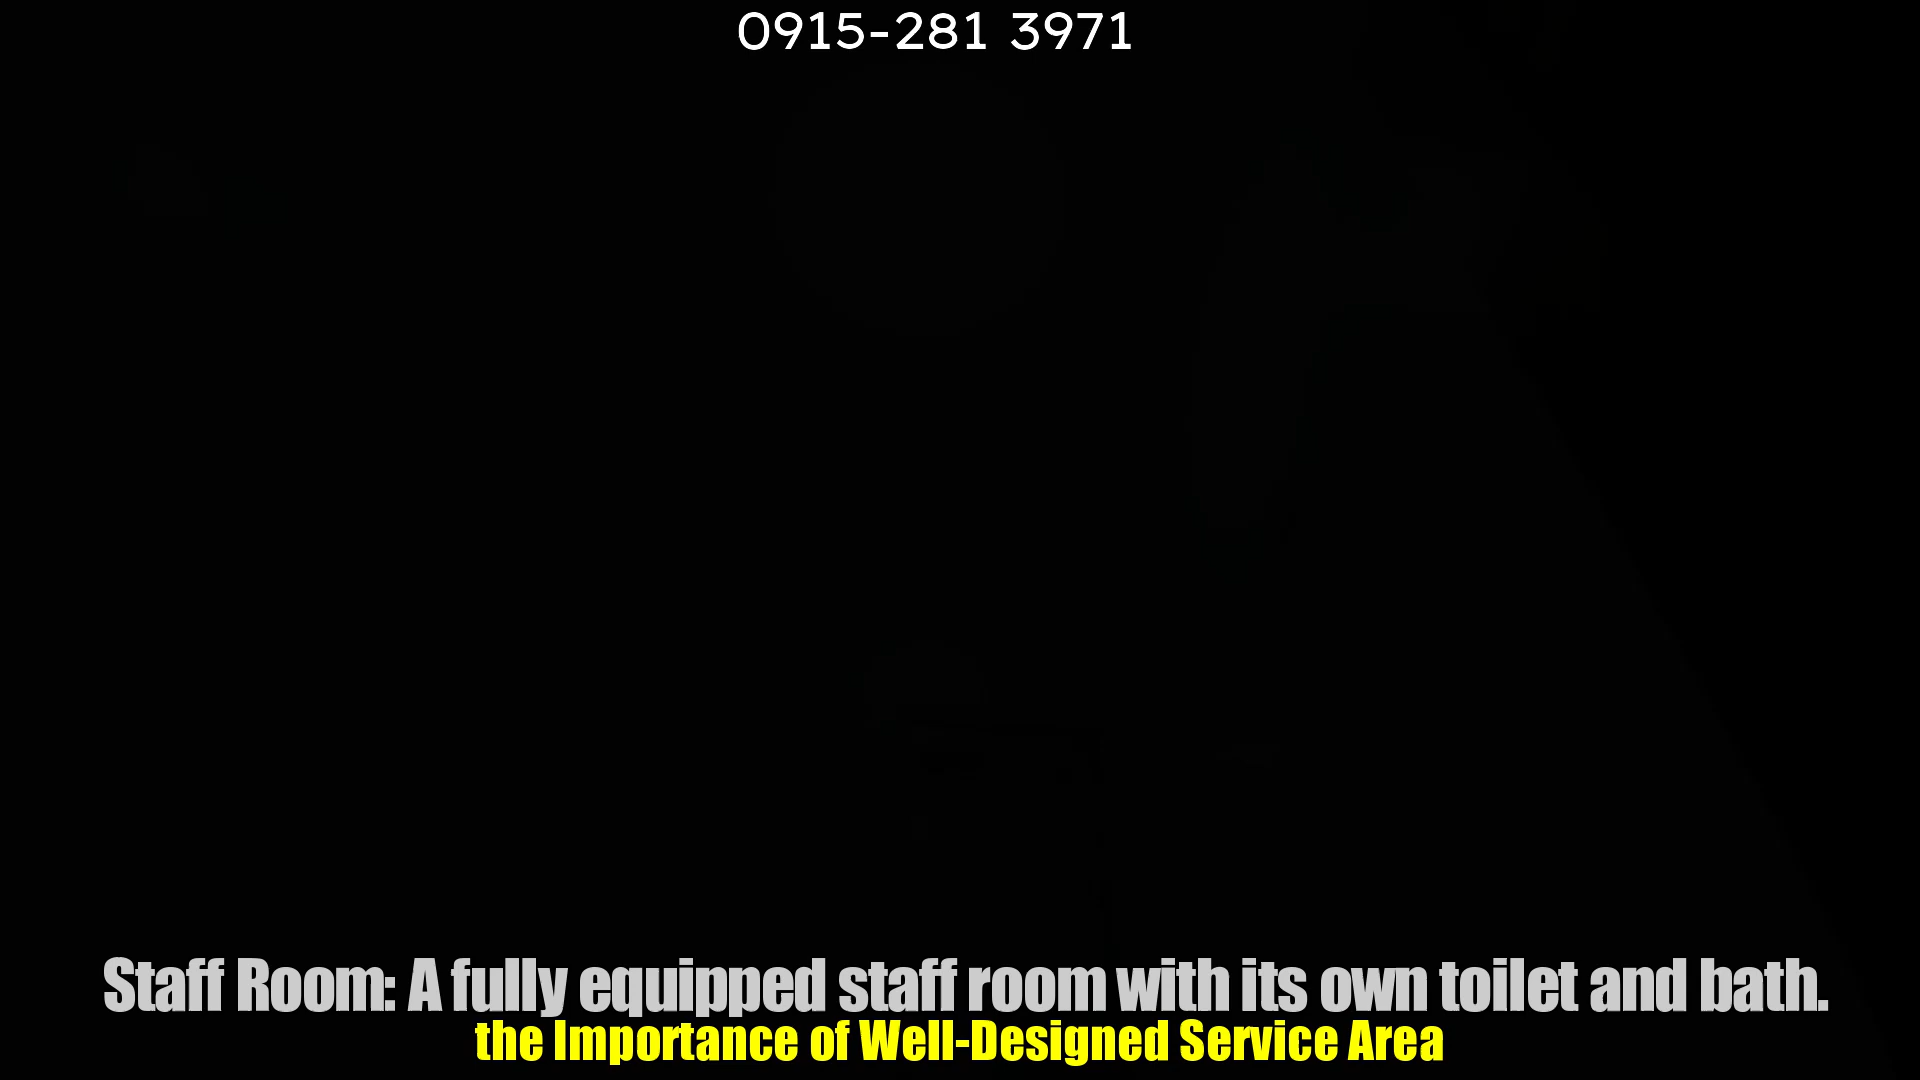 0915-281 3971
Staff Room: A fully equipped staff room with its own toilet and bath.
the Importance of Well-Designed Service Area